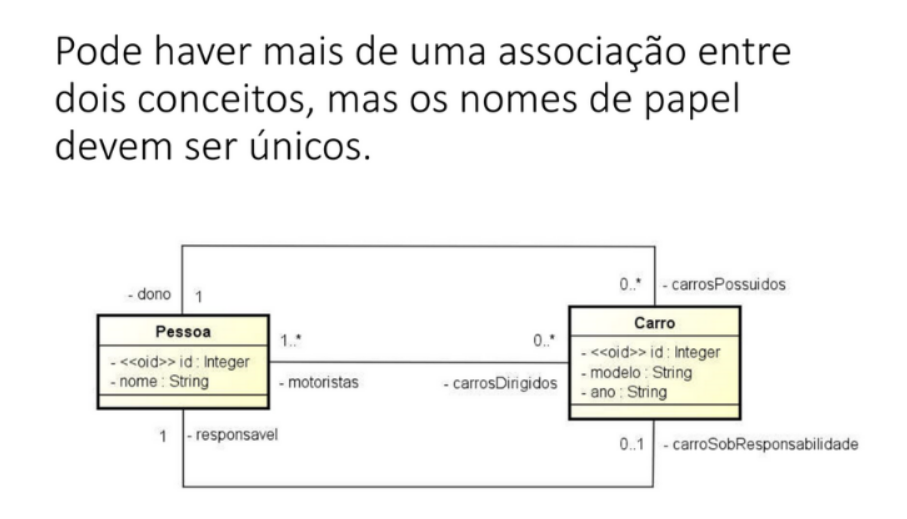 Pode haver mais de uma associação entre
dois conceitos, mas os nomes de papel
devem ser únicos.
- dono 1
0..* - carrosPossuidos
Pessoa
- <<oid>> id : Integer
- nome : String
1..*
- motoristas
0..*
- carrosDirigidos
Carro
- <<oid>> id : Integer
- modelo : String
- ano : String
1 - responsavel
0..1 - carroSobResponsabilidade